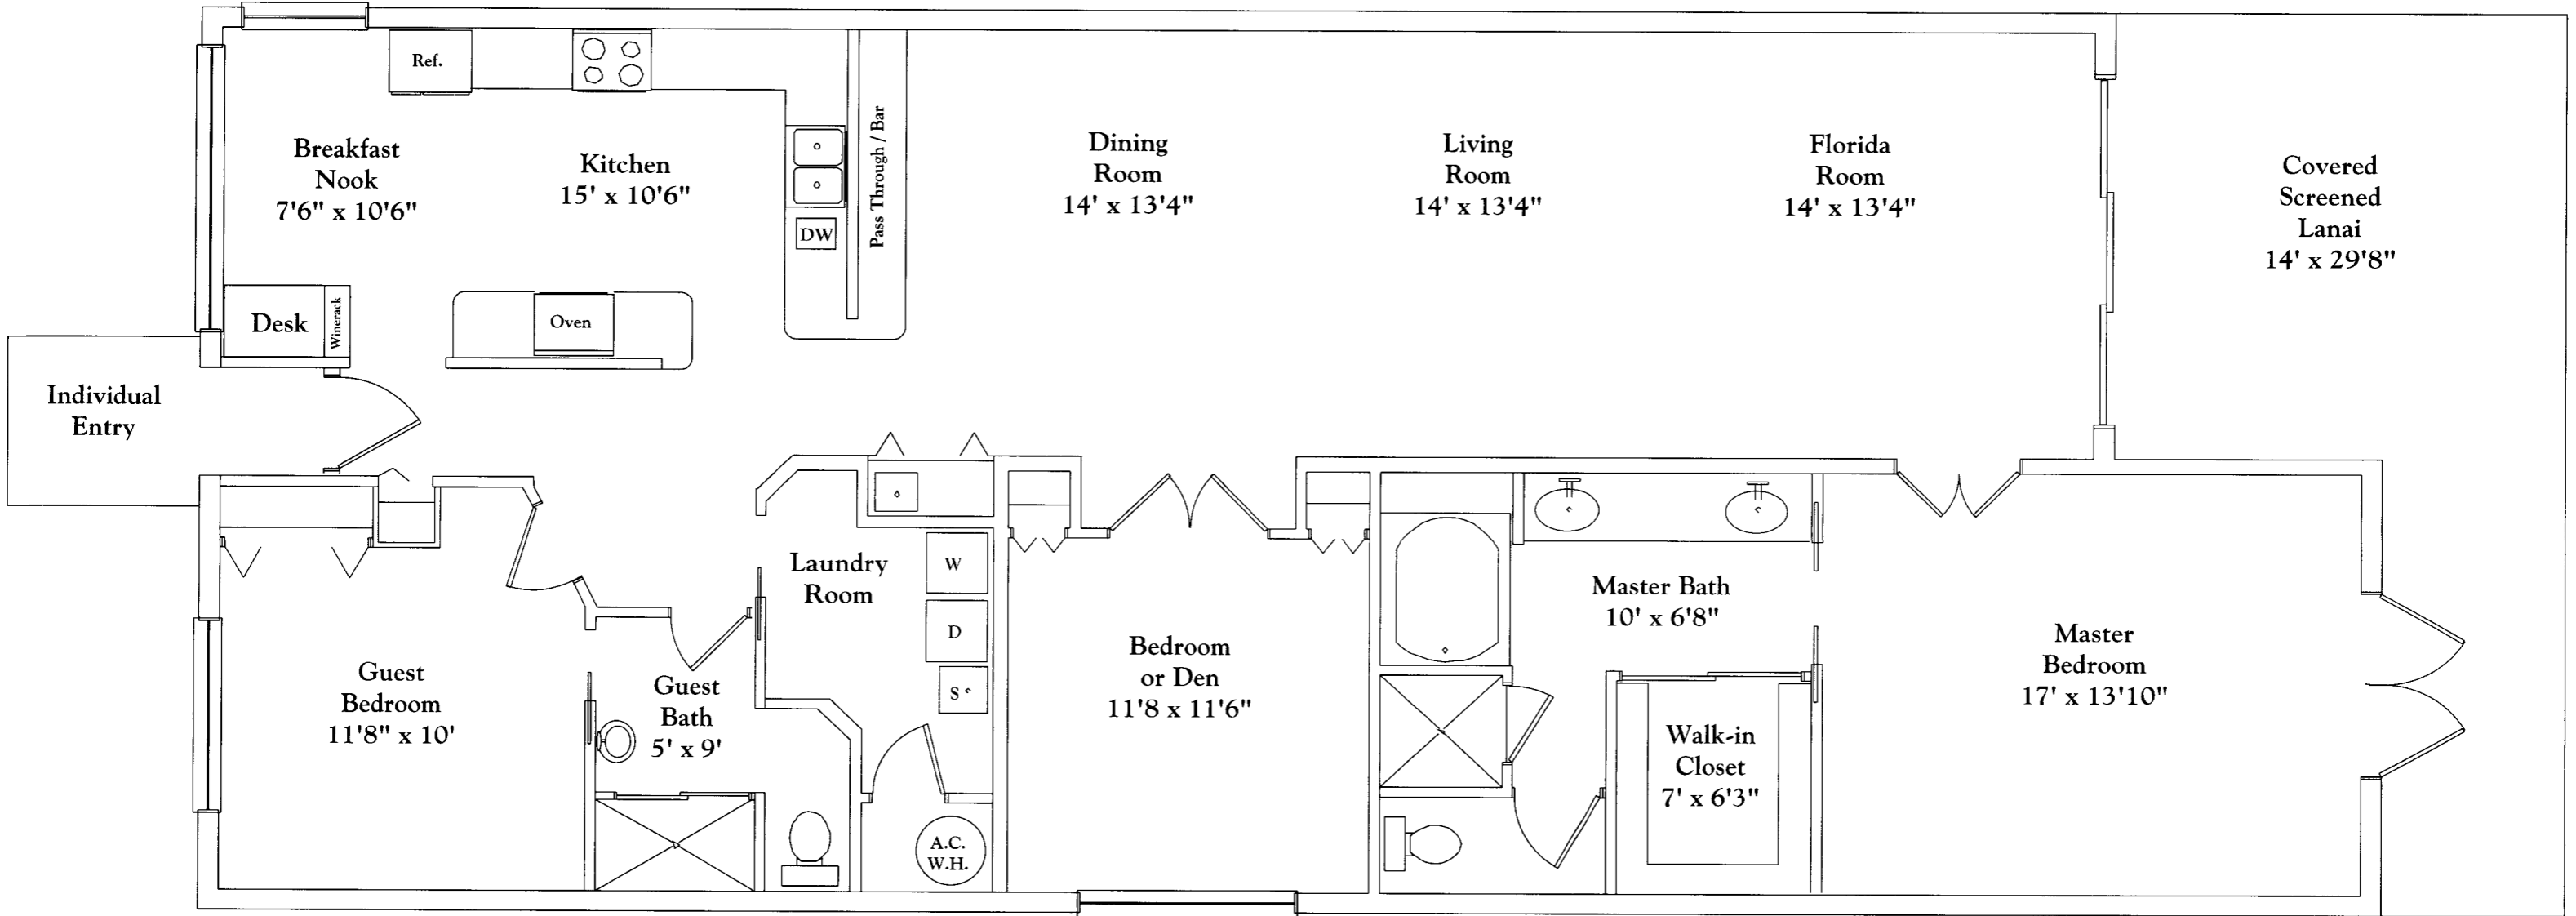 Ref.
Breakfast
Nook
7'6" x 10'6"
Kitchen
15' x 10'6"
DW
Pass Through / Bar
Dining
Room
14' x 13'4"
Living
Room
14' x 13'4"
Florida
Room
14' x 13'4"
Covered
Screened
Lanai
14' x 29'8"
Desk
Winerack
Oven
Individual
Entry
Laundry
Room
W
D
S
Guest
Bedroom
11'8" x 10'
Guest
Bath
5' x 9'
A.C.
W.H.
Bedroom
or Den
11'8 x 11'6"
Master Bath
10' x 6'8"
Walk-in
Closet
7' x 6'3"
Master
Bedroom
17' x 13'10"